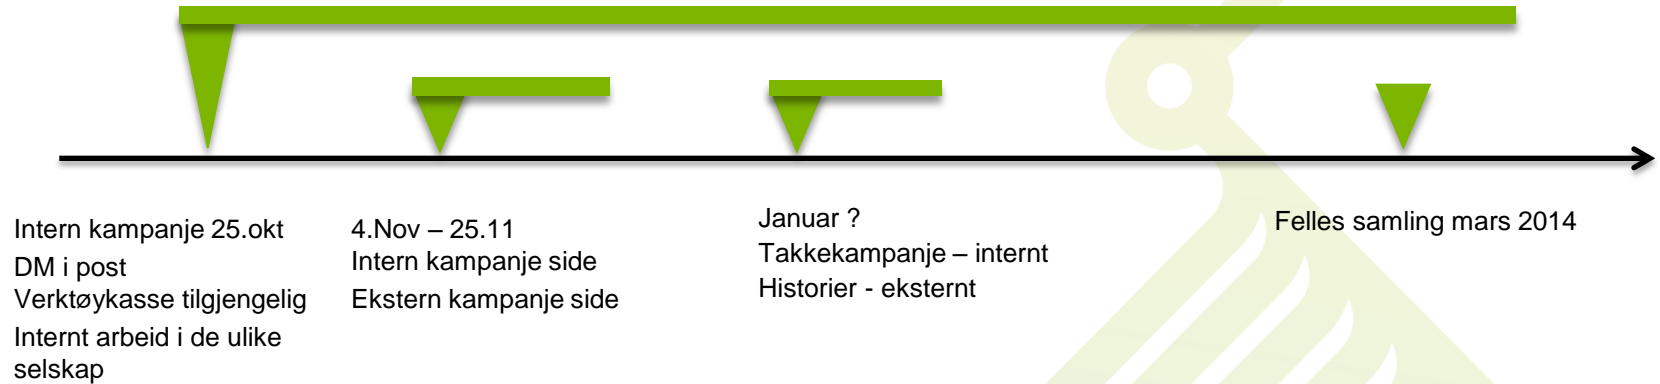 Intern kampanje 25.okt
DM i post
Verktøykasse tilgjengelig
Internt arbeid i de ulike
selskap
4.Nov – 25.11
Intern kampanje side
Ekstern kampanje side
Januar ?
Takkekampanje – internt
Historier - eksternt
Felles samling mars 2014